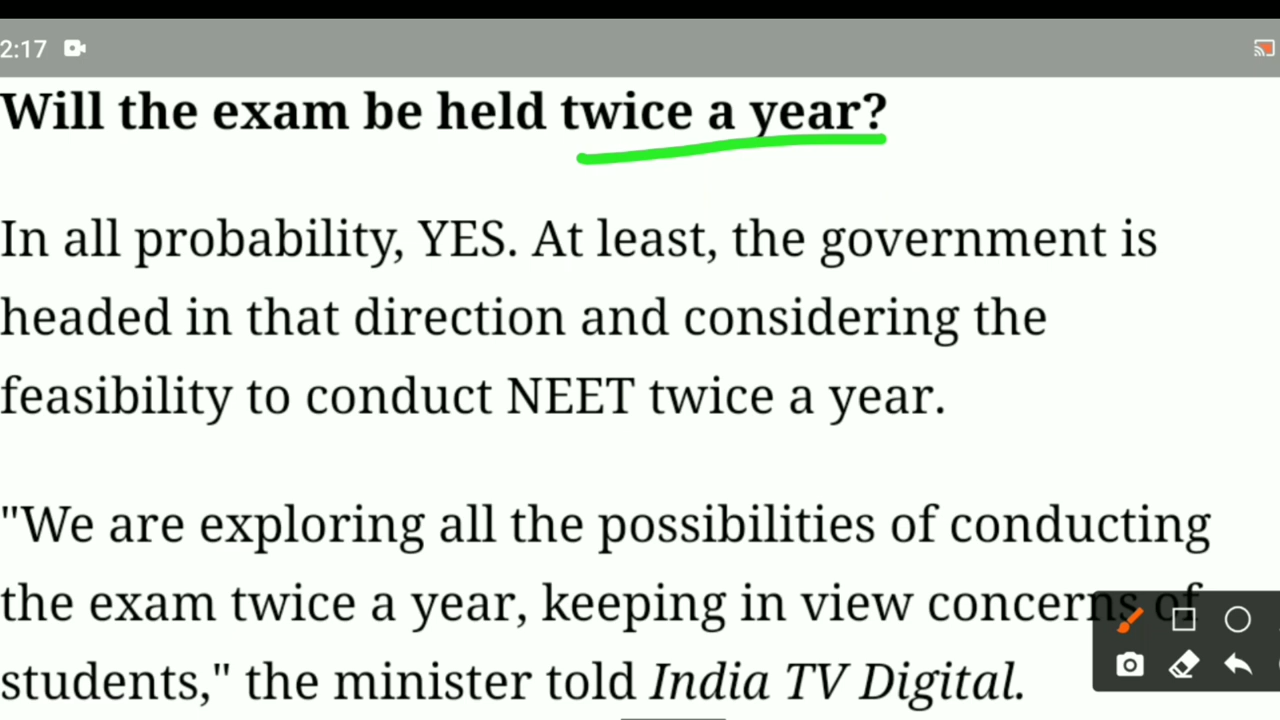 2:17
Will the exam be held twice a year?
In all probability, YES. At least, the government is
headed in that direction and considering the
feasibility to conduct NEET twice a year.
"We are exploring all the possibilities of conducting
the exam twice a year, keeping in view concerns of
students," the minister told India TV Digital.